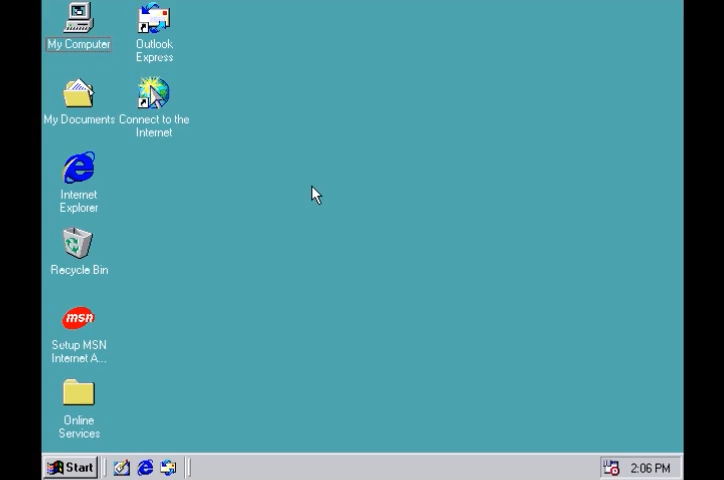 My Computer
Outlook
Express
My Documents
Connect to the
Internet
Internet
Explorer
Recycle Bin
msn
Setup MSN
Internet A...
Online
Services
Start
2:06 PM